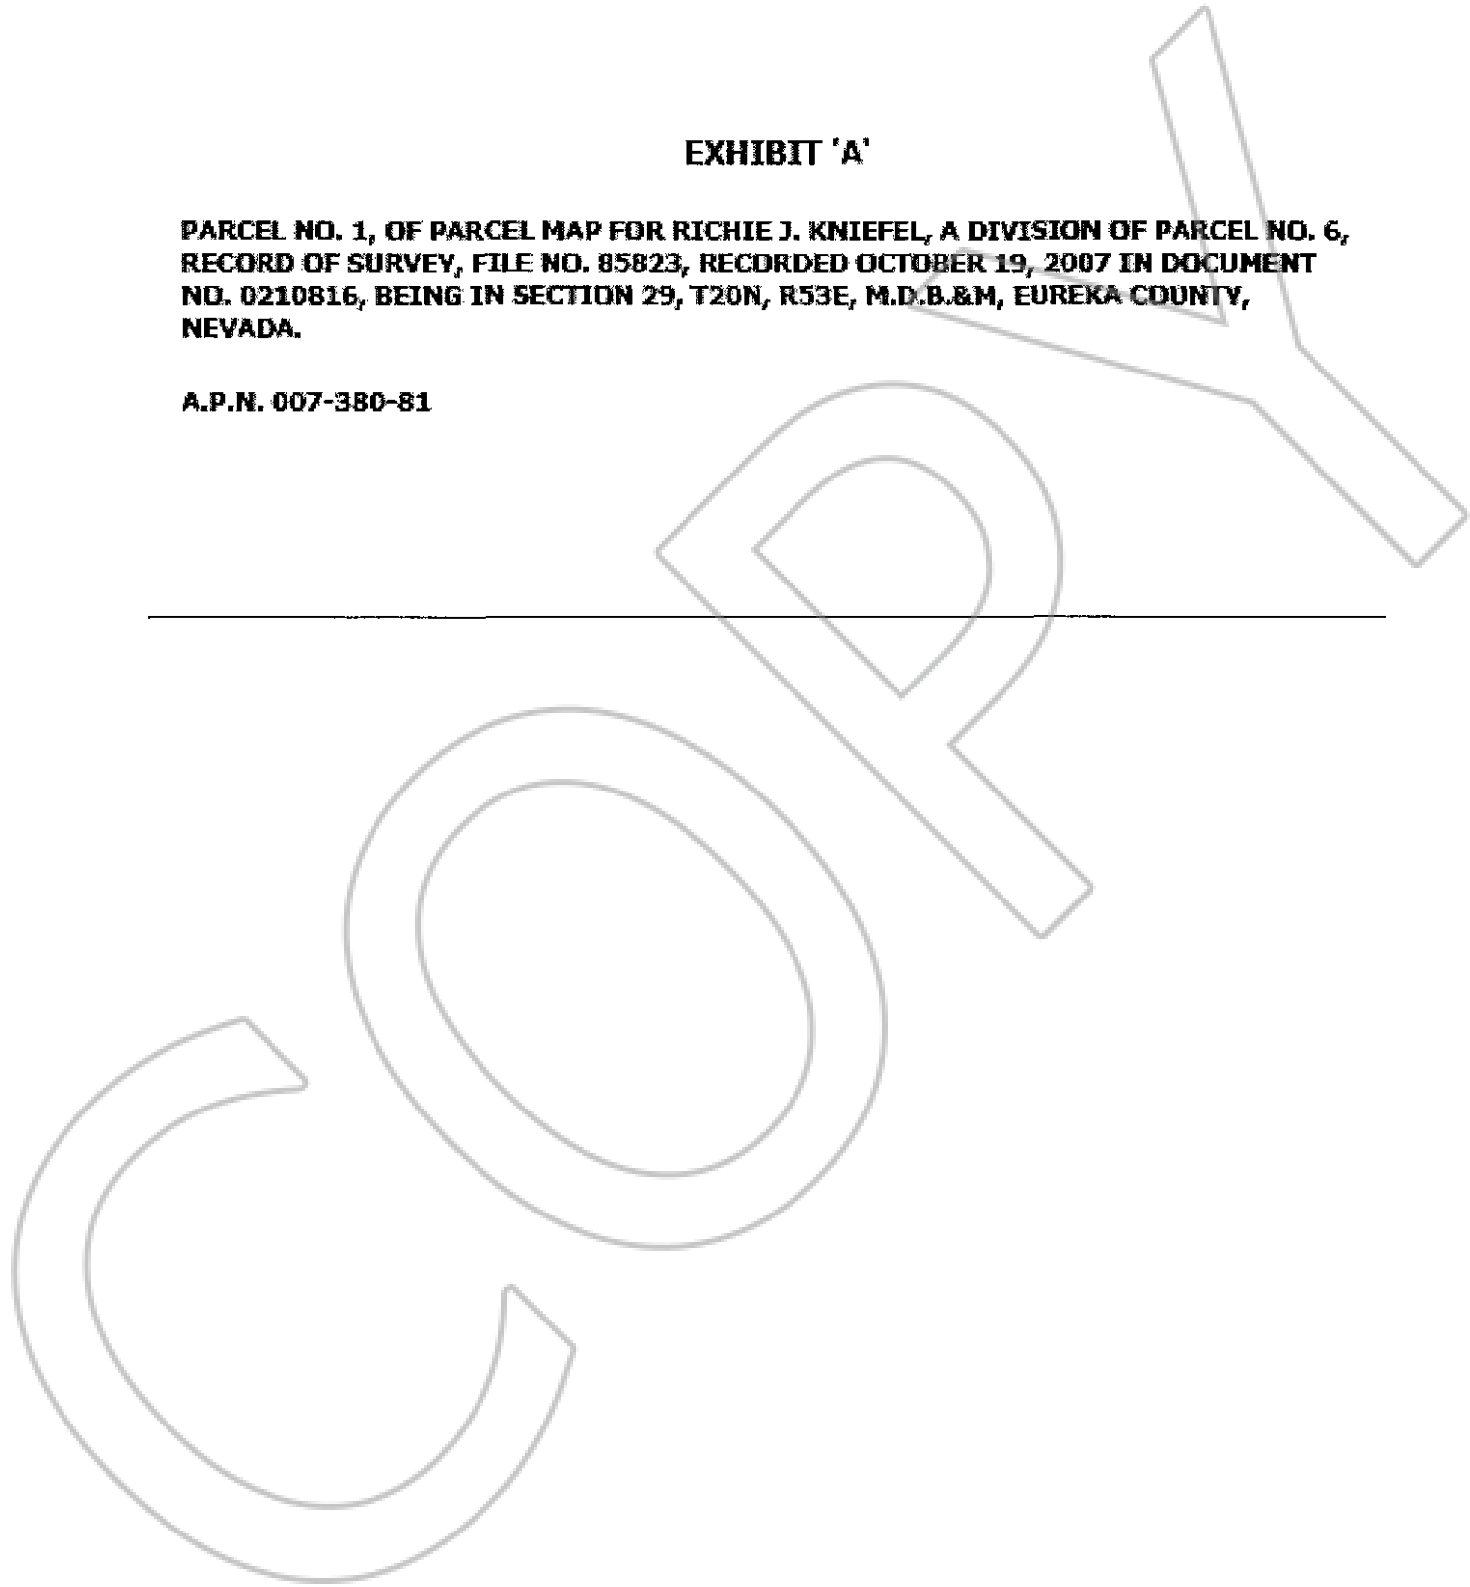 EXHIBIT 'A'
PARCEL NO. 1, OF PARCEL MAP FOR RICHIE J. KNIEFEL, A DIVISION OF PARCEL NO. 6,
RECORD OF SURVEY, FILE NO. 85823, RECORDED OCTOBER 19, 2007 IN DOCUMENT
NO. 0210816, BEING IN SECTION 29, T20N, R53E, M.D.B.&M, EUREKA COUNTY,
NEVADA.
A.P.N. 007-380-81
COPY